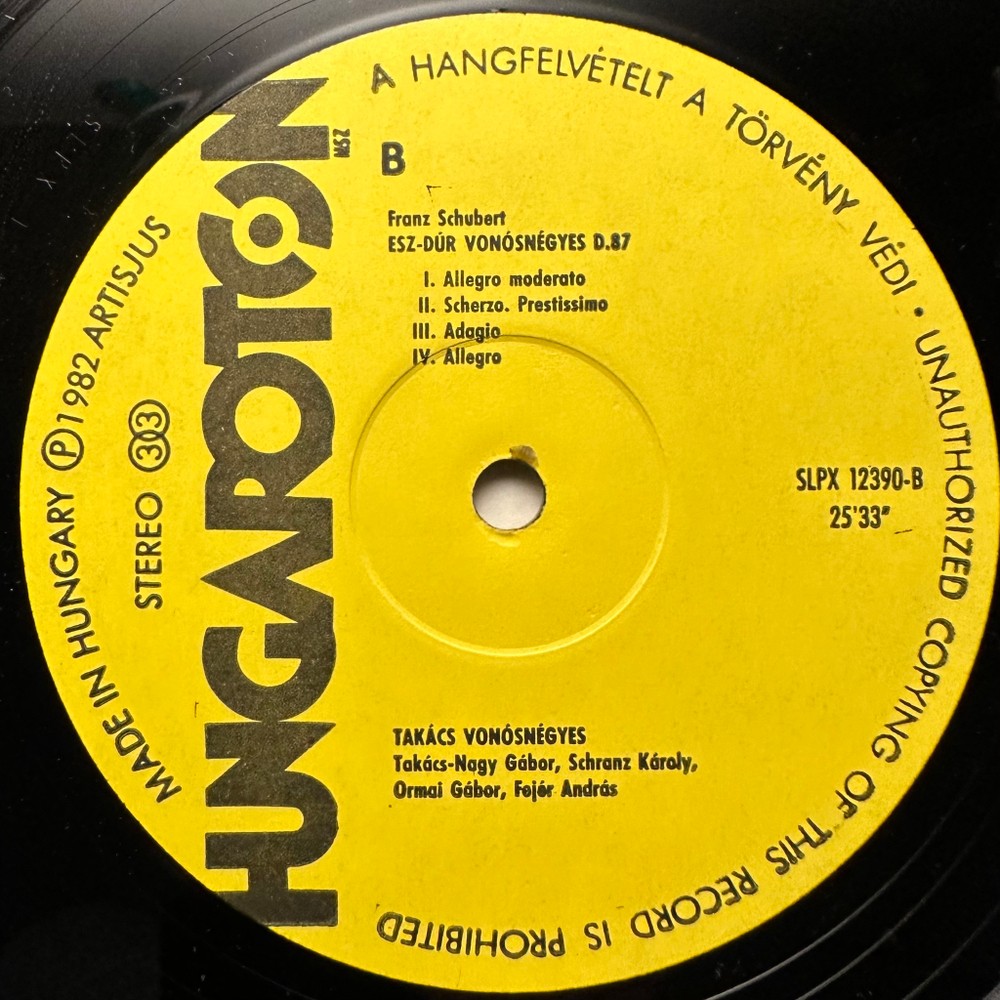 A HANGFELVÉTELT A TÖRVÉNY VÉDI • UNAUTHORIZED COPYING OF THIS RECORD IS PROHIBITED
MADE IN HUNGARY Ⓟ 1982 ARTISJUS
STEREO 33
HUNGAROTON
MSZ
B
Franz Schubert
ESZ-DÚR VONÓSNÉGYES D.87
I. Allegro moderato
II. Scherzo. Prestissimo
III. Adagio
IV. Allegro
SLPX 12390-B
25'33"
TAKÁCS VONÓSNÉGYES
Takács-Nagy Gábor, Schranz Károly,
Ormai Gábor, Fejér András